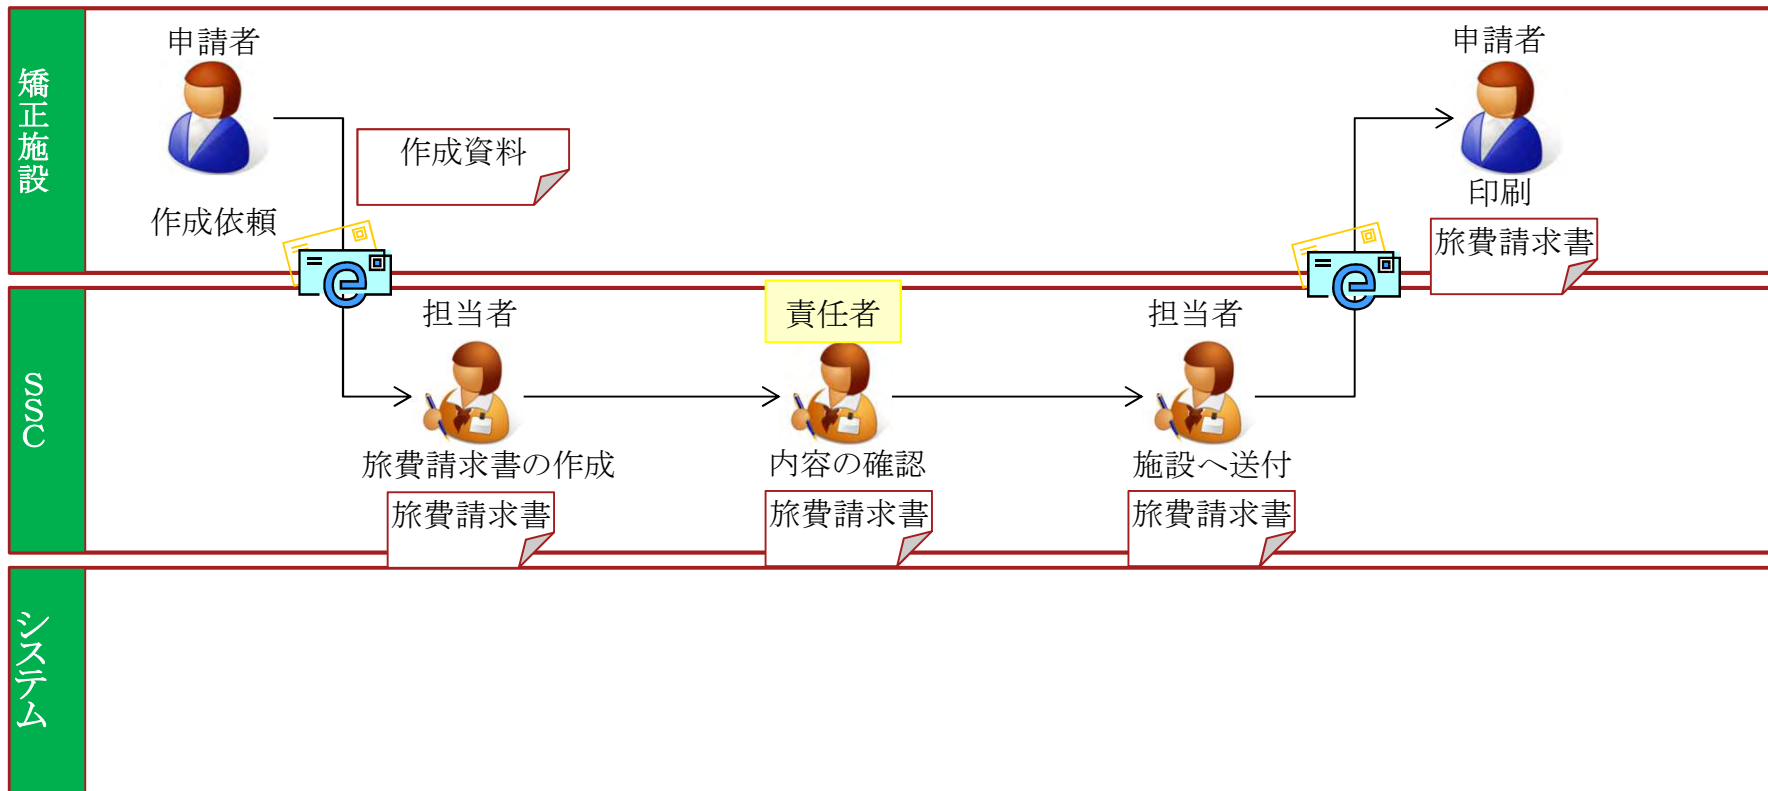 矯正施設
申請者
作成資料
作成依頼
申請者
印刷
旅費請求書
SSC
担当者
旅費請求書の作成
旅費請求書
責任者
内容の確認
旅費請求書
担当者
施設へ送付
旅費請求書
システム